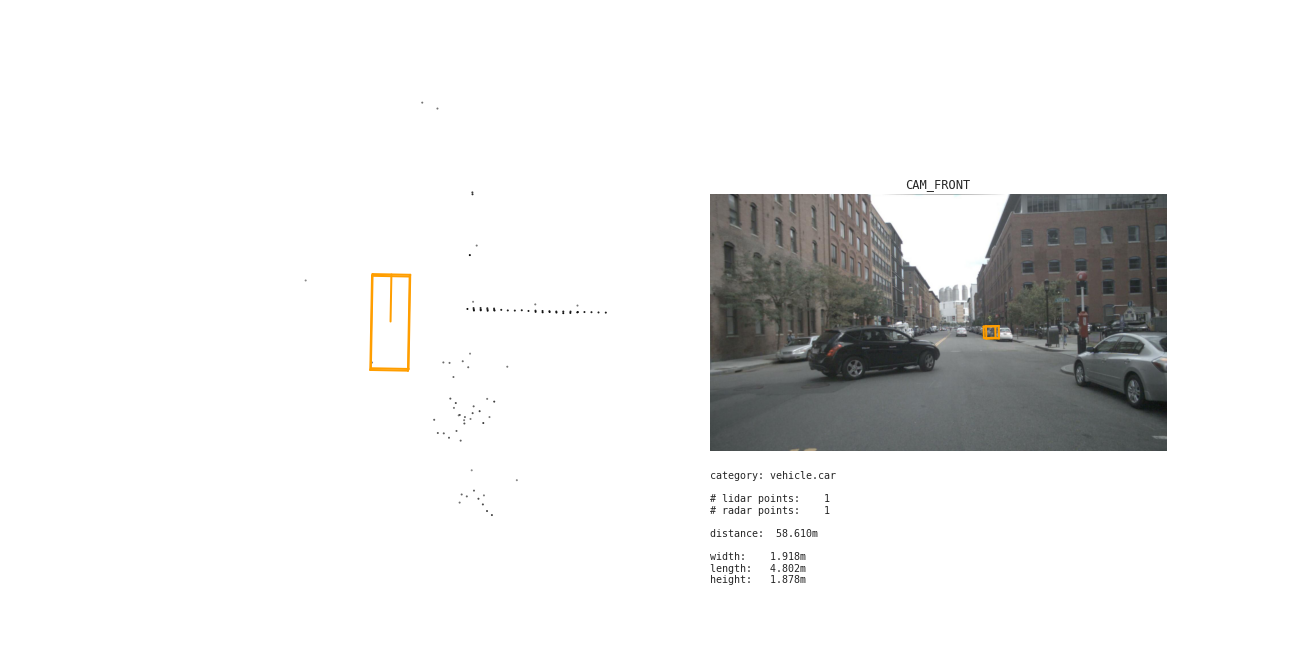 CAM_FRONT
category: vehicle.car
# lidar points: 1
# radar points: 1
distance: 58.610m
width: 1.918m
length: 4.802m
height: 1.878m